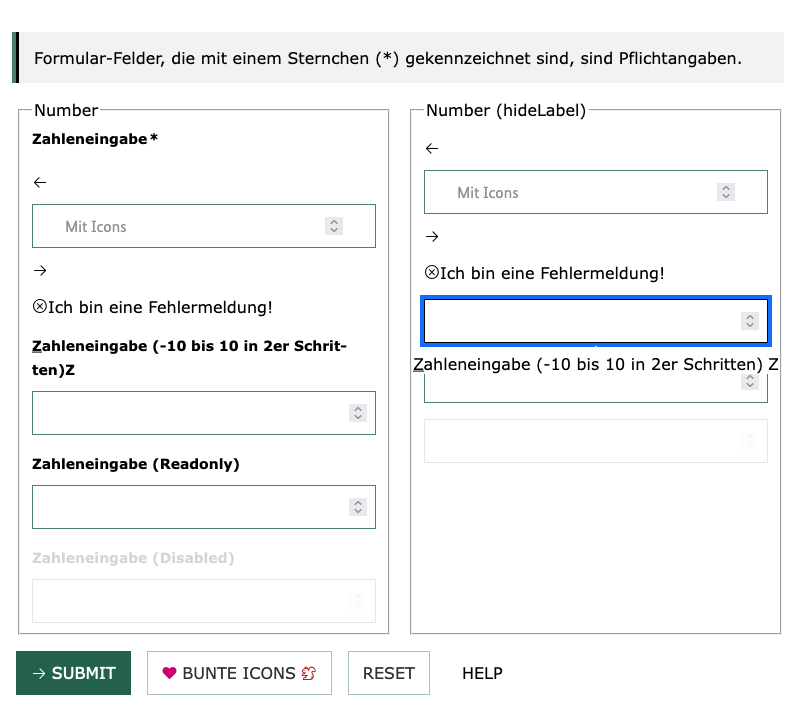 Formular-Felder, die mit einem Sternchen (*) gekennzeichnet sind, sind Pflichtangaben.
Number
Zahleneingabe*
←
Mit Icons
→
Ich bin eine Fehlermeldung!
Zahleneingabe (-10 bis 10 in 2er Schrit-
ten)Z
Zahleneingabe (Readonly)
Zahleneingabe (Disabled)
Number (hideLabel)
←
Mit Icons
→
Ich bin eine Fehlermeldung!
Zahleneingabe (-10 bis 10 in 2er Schritten) Z
→ SUBMIT
BUNTE ICONS
RESET
HELP